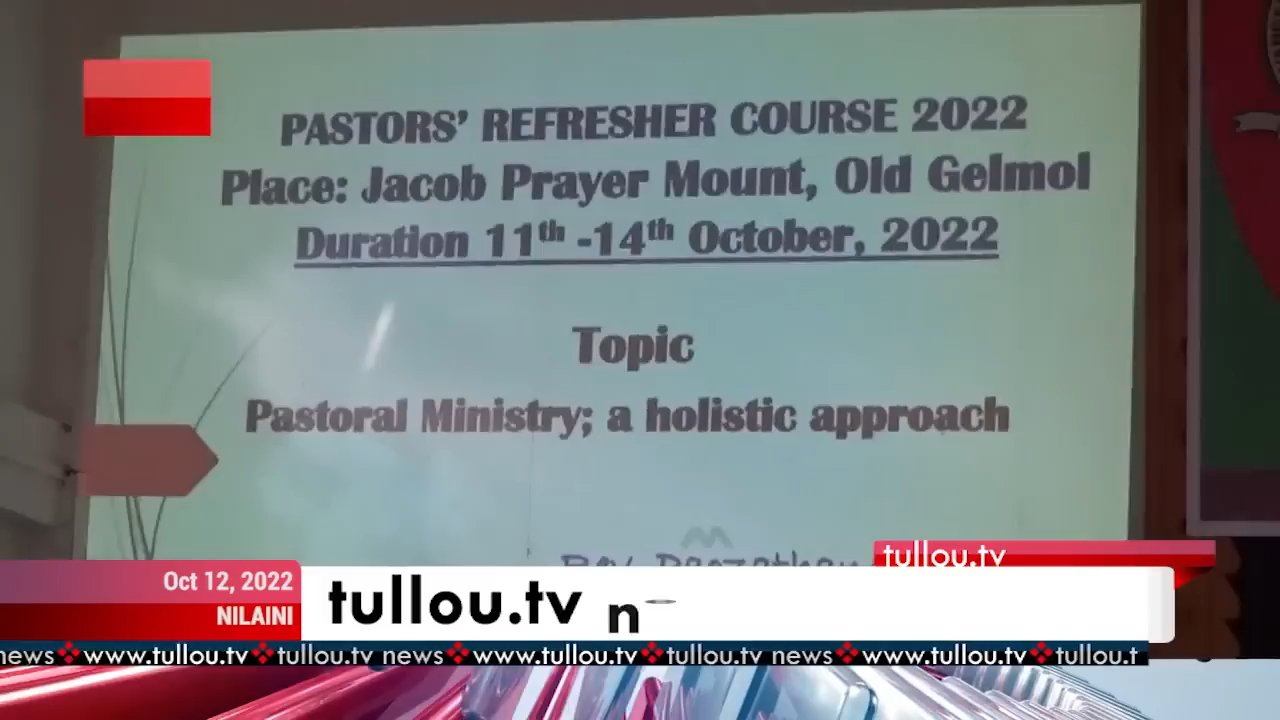 PASTORS’ REFRESHER COURSE 2022
Place: Jacob Prayer Mount, Old Gelmol
Duration 11th -14th October, 2022
Topic
Pastoral Ministry; a holistic approach
tullou.tv
Oct 12, 2022
NILAINI
tullou.tv n
news❖www.tullou.tv❖tullou.tv news❖www.tullou.tv❖tullou.tv news❖www.tullou.tv❖tullou.t